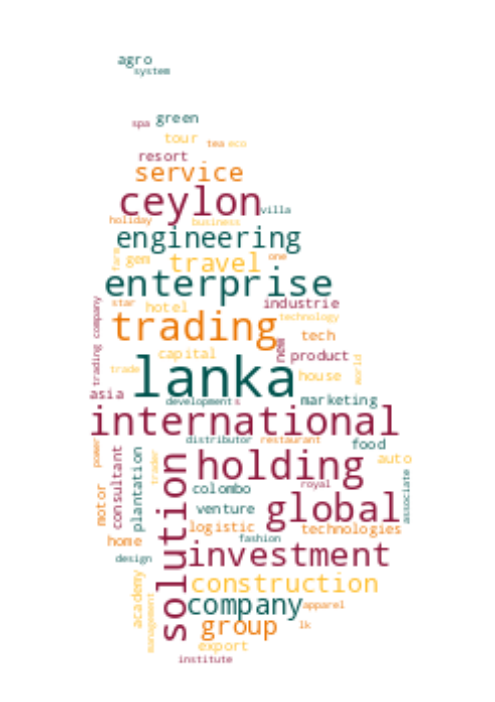 agro
system
spa green
tour tea eco
resort
service
ceylon villa
holiday business
engineering
farm gem travel one
enterprise
star hotel industrie
technology
trading tech
trading company
capital new product
trade lanka house world
asia developments marketing
international
distributor restaurant food
power consultant plantation trader solution holding auto
motor colombo royal associate
venture global
logistic technologies
home fashion
design investment
academy construction
management company apparel
group lk
export
institute